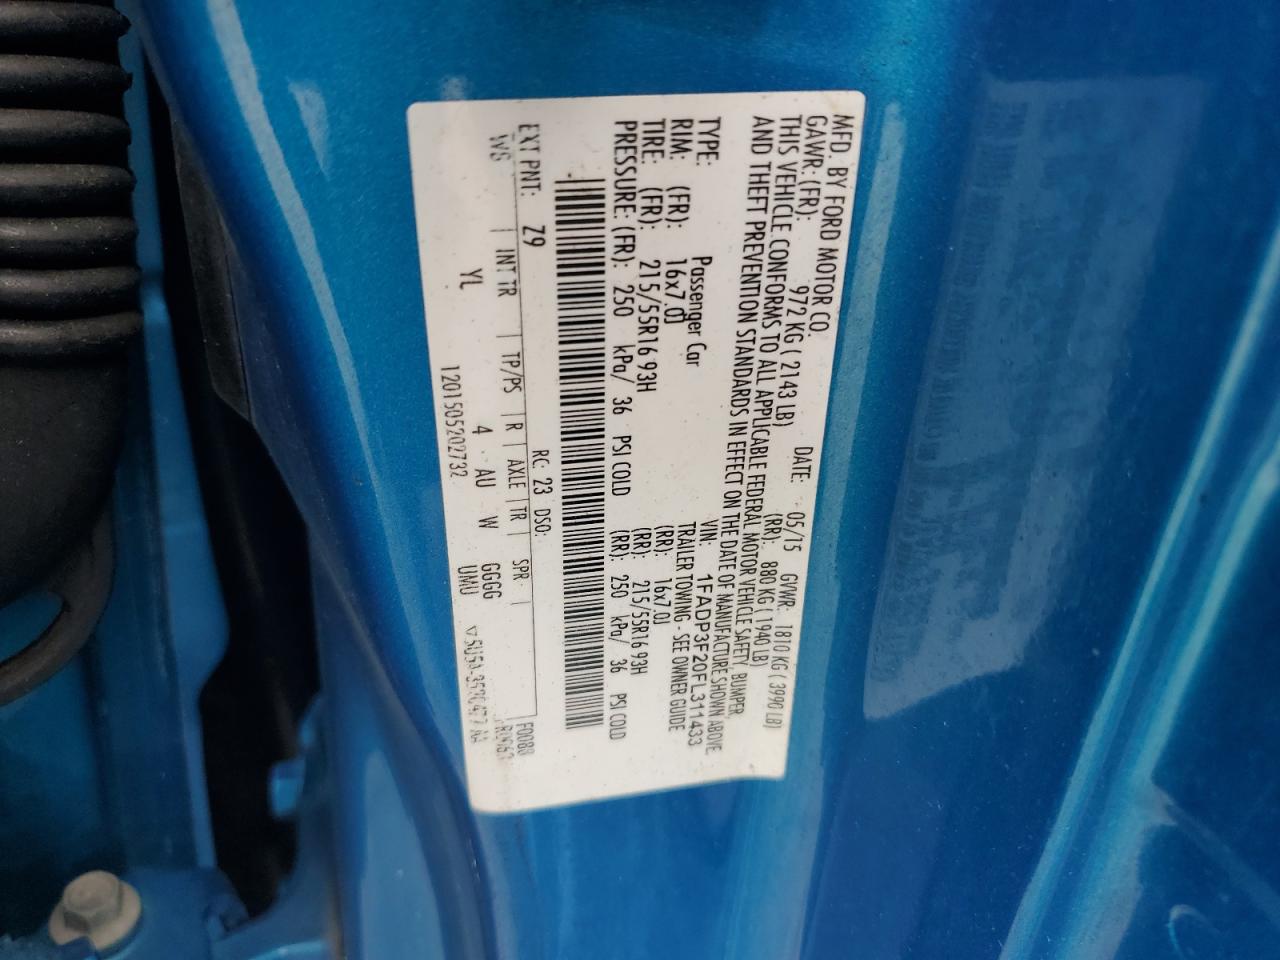 MFD. BY FORD MOTOR CO.
DATE: 05/15 GVWR: 1810 KG ( 3990 LB)
GAWR: (FR): 972 KG ( 2143 LB) (RR): 880 KG ( 1940 LB)
THIS VEHICLE CONFORMS TO ALL APPLICABLE FEDERAL MOTOR VEHICLE SAFETY, BUMPER,
AND THEFT PREVENTION STANDARDS IN EFFECT ON THE DATE OF MANUFACTURE SHOWN ABOVE
VIN: 1FADP3F20FL311433
TYPE: Passenger Car TRAILER TOWING - SEE OWNER GUIDE
RIM: (FR): 16x7.0J (RR): 16x7.0J
TIRE: (FR): 215/55R16 93H (RR): 215/55R16 93H
PRESSURE: (FR): 250 kPa/ 36 PSI COLD (RR): 250 kPa/ 36 PSI COLD
F0088
EXT PNT: Z9 RC: 23 DSO:
WB INT TR TP/PS R AXLE TR SPR
YL 4 AU W GGGG
UMU
1201505202732